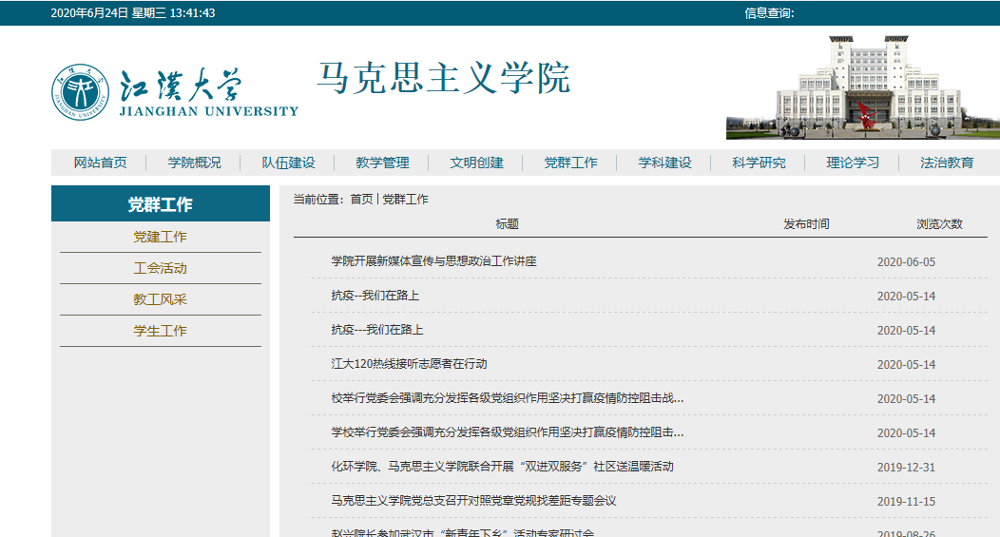 2020年6月24日 星期三 13:41:43
信息查询:
江漢大学
JIANGHAN UNIVERSITY
马克思主义学院
网站首页 学院概况 队伍建设 教学管理 文明创建 党群工作 学科建设 科学研究 理论学习 法治教育
党群工作
党建工作
工会活动
教工风采
学生工作
当前位置：首页 | 党群工作
标题 发布时间 浏览次数
学院开展新媒体宣传与思想政治工作讲座 2020-06-05
抗疫--我们在路上 2020-05-14
抗疫---我们在路上 2020-05-14
江大120热线接听志愿者在行动 2020-05-14
校举行党委会强调充分发挥各级党组织作用坚决打赢疫情防控阻击战... 2020-05-14
学校举行党委会强调充分发挥各级党组织作用坚决打赢疫情防控阻击... 2020-05-14
化环学院、马克思主义学院联合开展“双进双服务”社区送温暖活动 2019-12-31
马克思主义学院党总支召开对照党章党规找差距专题会议 2019-11-15
赵兴院长参加武汉市“新青年下乡”活动专家研讨会 2019-08-26